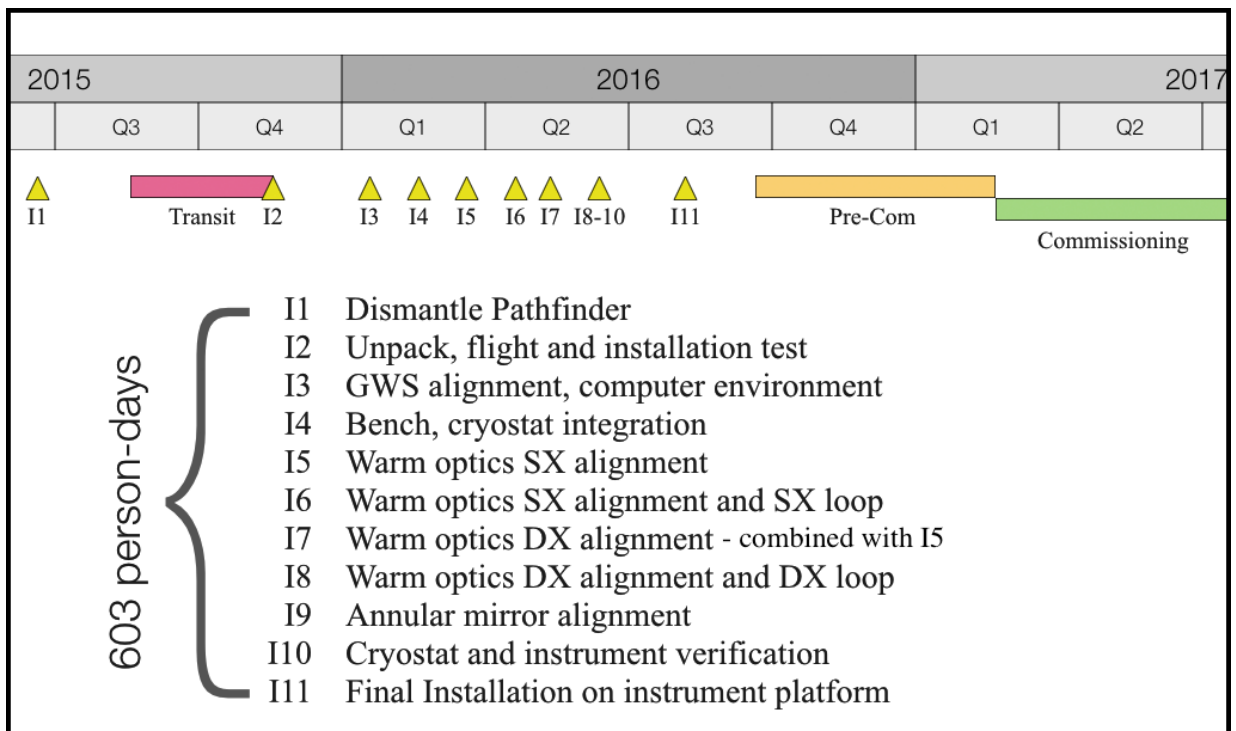 2015 2016 2017
Q3 Q4 Q1 Q2 Q3 Q4 Q1 Q2
I1 Transit I2 I3 I4 I5 I6 I7 I8-10 I11 Pre-Com
Commissioning
603 person-days
I1 Dismantle Pathfinder
I2 Unpack, flight and installation test
I3 GWS alignment, computer environment
I4 Bench, cryostat integration
I5 Warm optics SX alignment
I6 Warm optics SX alignment and SX loop
I7 Warm optics DX alignment - combined with I5
I8 Warm optics DX alignment and DX loop
I9 Annular mirror alignment
I10 Cryostat and instrument verification
I11 Final Installation on instrument platform